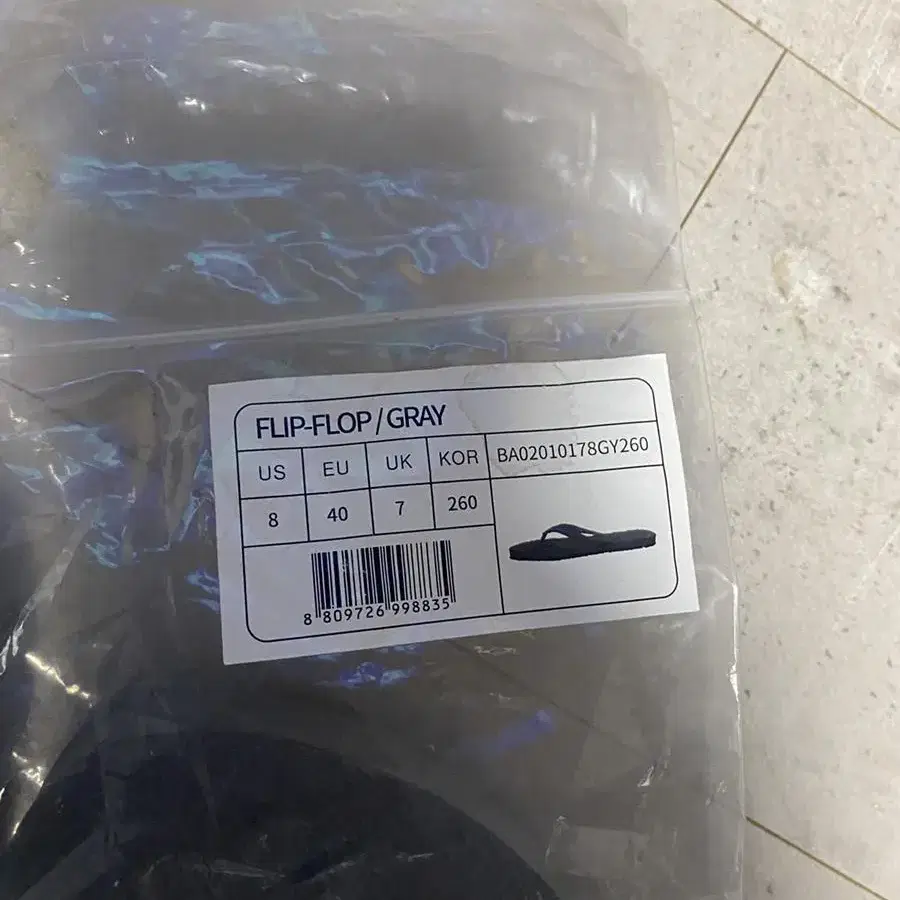 FLIP-FLOP / GRAY
US EU UK KOR BA02010178GY260
8 40 7 260
8 809726 998835